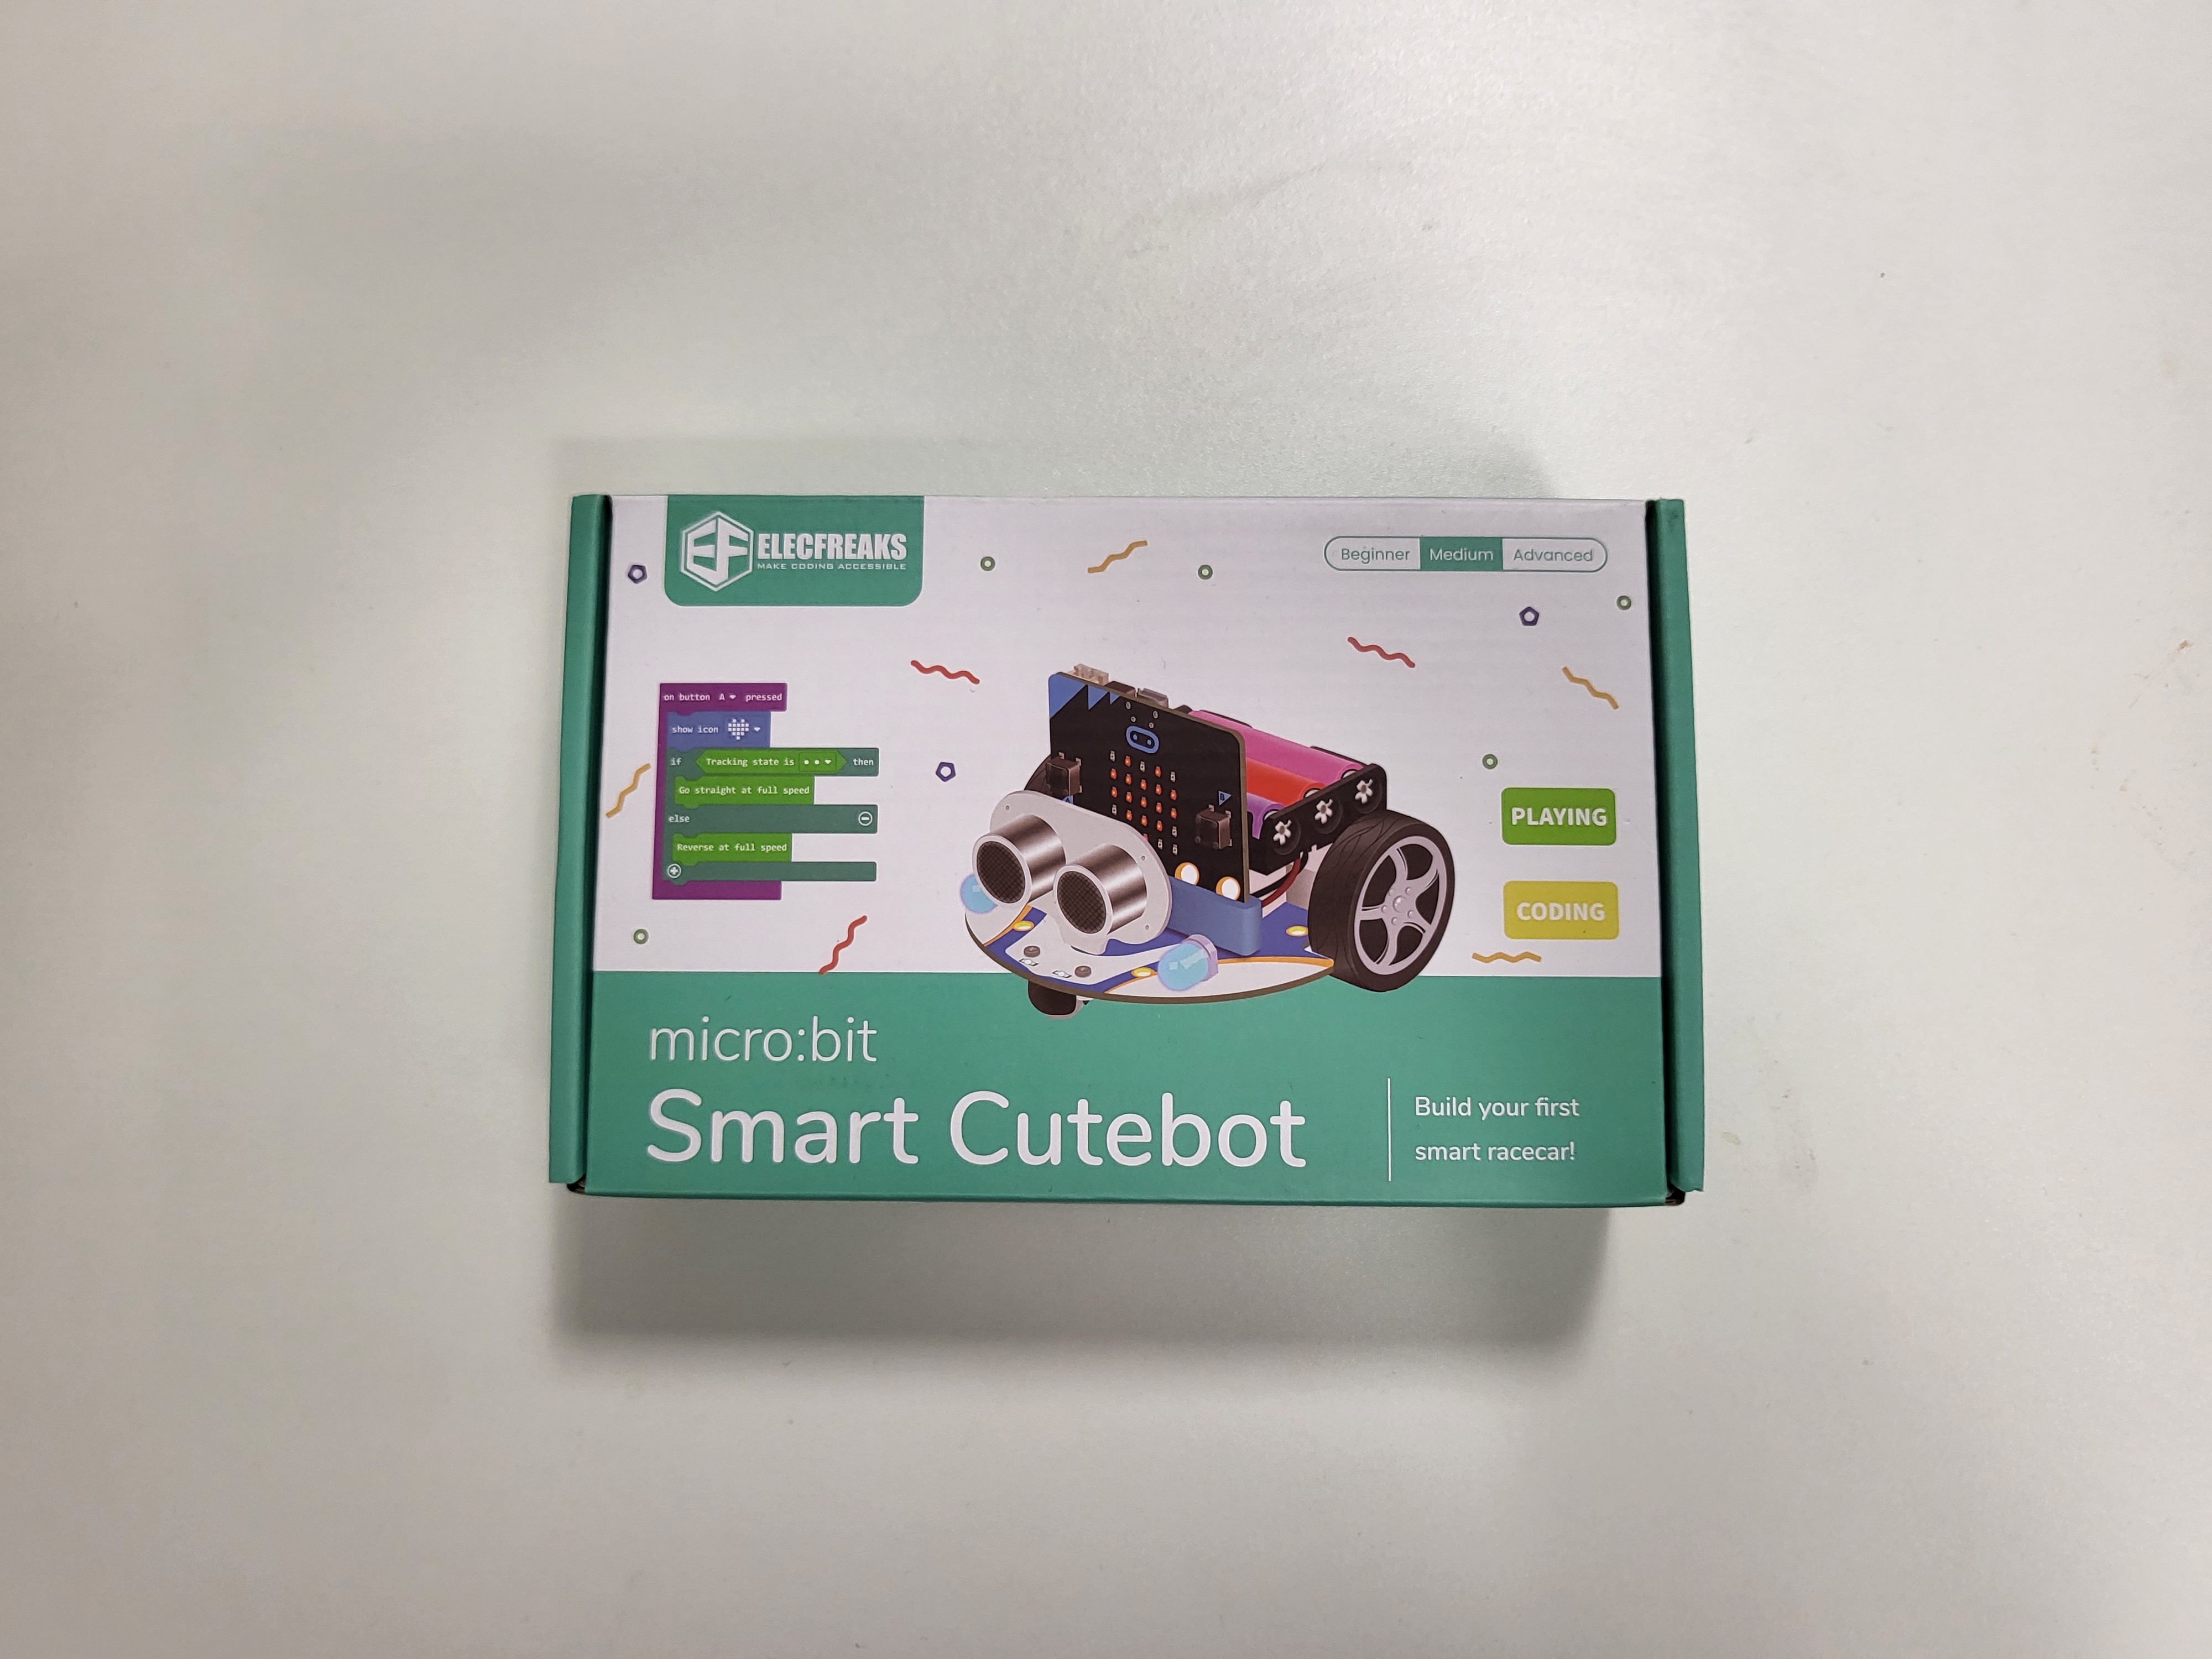 ELECFREAKS
MAKE CODING ACCESSIBLE
Beginner Medium Advanced
on button A pressed
show icon
if Tracking state is then
Go straight at full speed
else
Reverse at full speed
PLAYING
CODING
micro:bit
Smart Cutebot
Build your first
smart racecar!